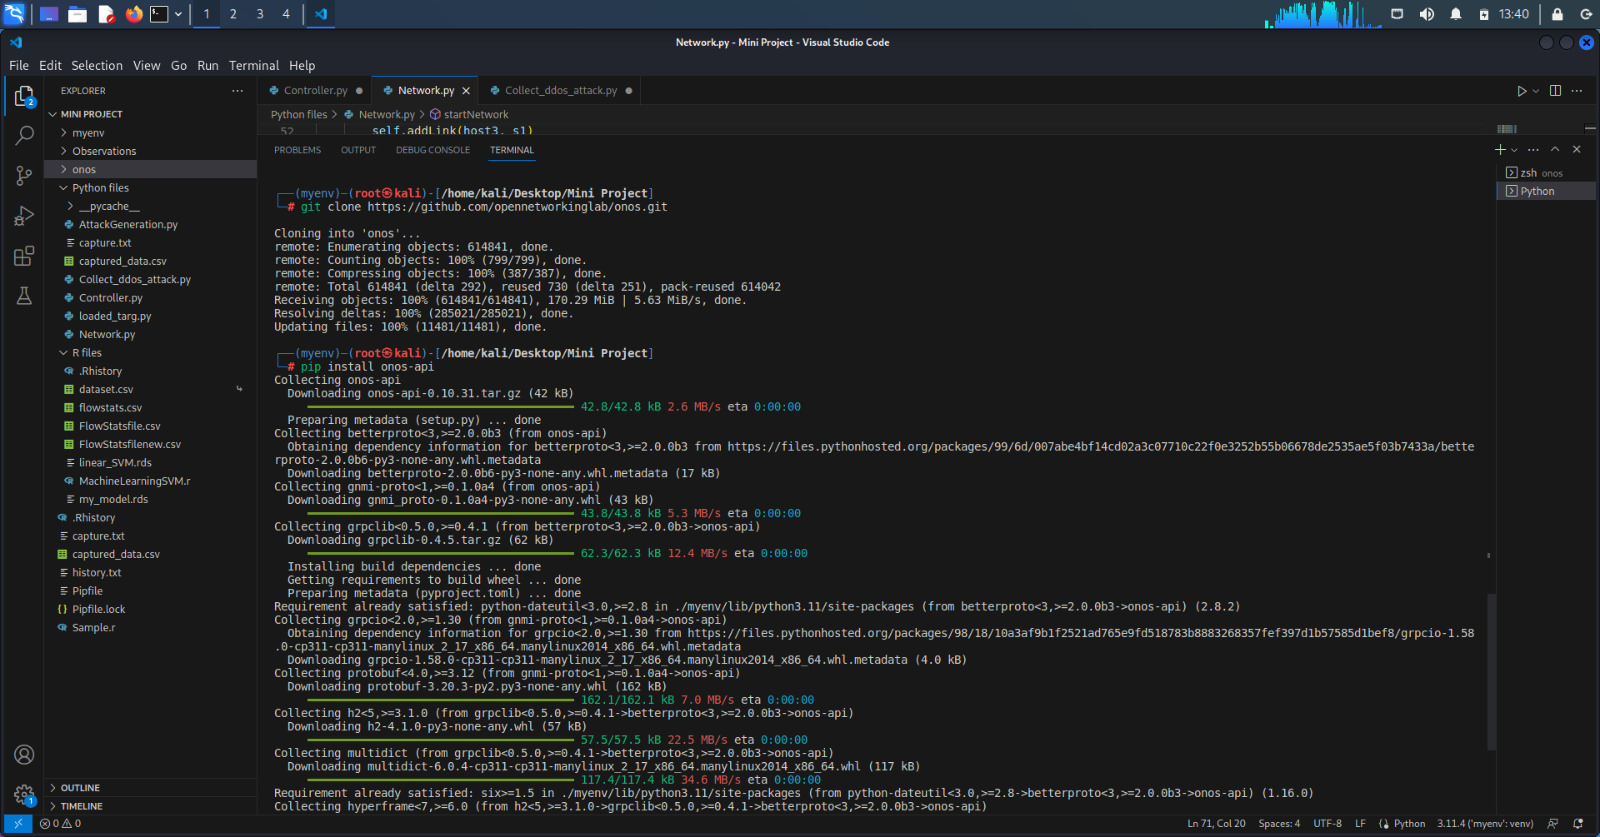 1 2 3 4
13:40
Network.py - Mini Project - Visual Studio Code
File Edit Selection View Go Run Terminal Help
EXPLORER
MINI PROJECT
myenv
Observations
onos
Python files
__pycache__
AttackGeneration.py
capture.txt
captured_data.csv
Collect_ddos_attack.py
Controller.py
loaded_targ.py
Network.py
R files
.Rhistory
dataset.csv
flowstats.csv
FlowStatsfile.csv
FlowStatsfilenew.csv
linear_SVM.rds
MachineLearningSVM.r
my_model.rds
.Rhistory
capture.txt
captured_data.csv
history.txt
Pipfile
Pipfile.lock
Sample.r
OUTLINE
TIMELINE
2
1
Controller.py Network.py Collect_ddos_attack.py
Python files > Network.py > startNetwork
52 self.addLink(host3, s1)
PROBLEMS OUTPUT DEBUG CONSOLE TERMINAL
zsh onos
Python
(myenv)-(root㉿kali)-[/home/kali/Desktop/Mini Project]
# git clone https://github.com/opennetworkinglab/onos.git
Cloning into 'onos'...
remote: Enumerating objects: 614841, done.
remote: Counting objects: 100% (799/799), done.
remote: Compressing objects: 100% (387/387), done.
remote: Total 614841 (delta 292), reused 730 (delta 251), pack-reused 614042
Receiving objects: 100% (614841/614841), 170.29 MiB | 5.63 MiB/s, done.
Resolving deltas: 100% (285021/285021), done.
Updating files: 100% (11481/11481), done.
(myenv)-(root㉿kali)-[/home/kali/Desktop/Mini Project]
# pip install onos-api
Collecting onos-api
Downloading onos-api-0.10.31.tar.gz (42 kB)
42.8/42.8 kB 2.6 MB/s eta 0:00:00
Preparing metadata (setup.py) ... done
Collecting betterproto<3,>=2.0.0b3 (from onos-api)
Obtaining dependency information for betterproto<3,>=2.0.0b3 from https://files.pythonhosted.org/packages/99/6d/007abe4bf14cd02a3c07710c22f0e3252b55b06678de2535ae5f03b7433a/bette
rproto-2.0.0b6-py3-none-any.whl.metadata
Downloading betterproto-2.0.0b6-py3-none-any.whl.metadata (17 kB)
Collecting gnmi-proto<1,>=0.1.0a4 (from onos-api)
Downloading gnmi_proto-0.1.0a4-py3-none-any.whl (43 kB)
43.8/43.8 kB 5.3 MB/s eta 0:00:00
Collecting grpclib<0.5.0,>=0.4.1 (from betterproto<3,>=2.0.0b3->onos-api)
Downloading grpclib-0.4.5.tar.gz (62 kB)
62.3/62.3 kB 12.4 MB/s eta 0:00:00
Installing build dependencies ... done
Getting requirements to build wheel ... done
Preparing metadata (pyproject.toml) ... done
Requirement already satisfied: python-dateutil<3.0,>=2.8 in ./myenv/lib/python3.11/site-packages (from betterproto<3,>=2.0.0b3->onos-api) (2.8.2)
Collecting grpcio<2.0,>=1.30 (from gnmi-proto<1,>=0.1.0a4->onos-api)
Obtaining dependency information for grpcio<2.0,>=1.30 from https://files.pythonhosted.org/packages/98/18/10a3af9b1f2521ad765e9fd518783b8883268357fef397d1b57585d1bef8/grpcio-1.58
.0-cp311-cp311-manylinux_2_17_x86_64.manylinux2014_x86_64.whl.metadata
Downloading grpcio-1.58.0-cp311-cp311-manylinux_2_17_x86_64.manylinux2014_x86_64.whl.metadata (4.0 kB)
Collecting protobuf<4.0,>=3.12 (from gnmi-proto<1,>=0.1.0a4->onos-api)
Downloading protobuf-3.20.3-py2.py3-none-any.whl (162 kB)
162.1/162.1 kB 7.0 MB/s eta 0:00:00
Collecting h2<5,>=3.1.0 (from grpclib<0.5.0,>=0.4.1->betterproto<3,>=2.0.0b3->onos-api)
Downloading h2-4.1.0-py3-none-any.whl (57 kB)
57.5/57.5 kB 22.5 MB/s eta 0:00:00
Collecting multidict (from grpclib<0.5.0,>=0.4.1->betterproto<3,>=2.0.0b3->onos-api)
Downloading multidict-6.0.4-cp311-cp311-manylinux_2_17_x86_64.manylinux2014_x86_64.whl (117 kB)
117.4/117.4 kB 34.6 MB/s eta 0:00:00
Requirement already satisfied: six>=1.5 in ./myenv/lib/python3.11/site-packages (from python-dateutil<3.0,>=2.8->betterproto<3,>=2.0.0b3->onos-api) (1.16.0)
Collecting hyperframe<7,>=6.0 (from h2<5,>=3.1.0->grpclib<0.5.0,>=0.4.1->betterproto<3,>=2.0.0b3->onos-api)
0 0 Ln 71, Col 20 Spaces: 4 UTF-8 LF Python 3.11.4 ('myenv': venv)